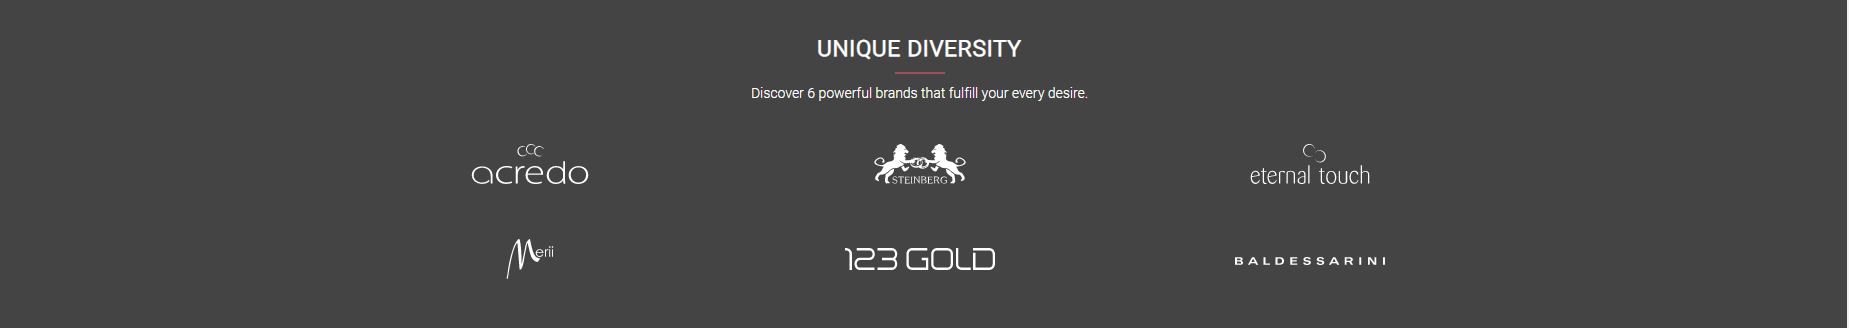 UNIQUE DIVERSITY
Discover 6 powerful brands that fulfill your every desire.
acredo
STEINBERG
eternal touch
Merii
123 GOLD
BALDESSARINI